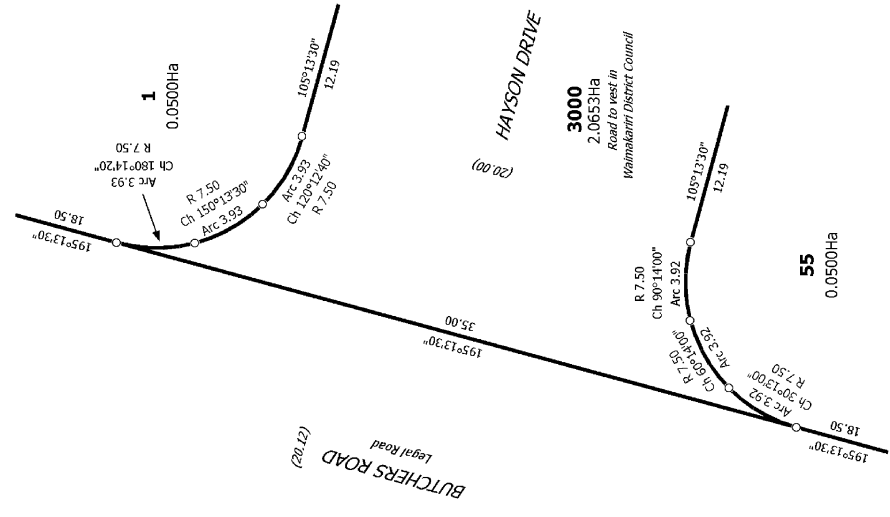 1
0.0500Ha
105°13'30"
12.19
HAYSON DRIVE
(20.00)
3000
2.0653Ha
Road to vest in
Waimakariri District Council
R 7.50
Ch 180°14'20"
Arc 3.93
R 7.50
Ch 150°13'30"
Arc 3.93
Arc 3.93
Ch 120°12'40"
R 7.50
18.50
195°13'30"
105°13'30"
12.19
55
0.0500Ha
R 7.50
Ch 90°14'00"
Arc 3.92
R 7.50
Ch 60°14'00"
Arc 3.92
R 7.50
Ch 30°13'00"
Arc 3.92
35.00
195°13'30"
18.50
195°13'30"
(20.12)
BUTCHERS ROAD
Legal Road